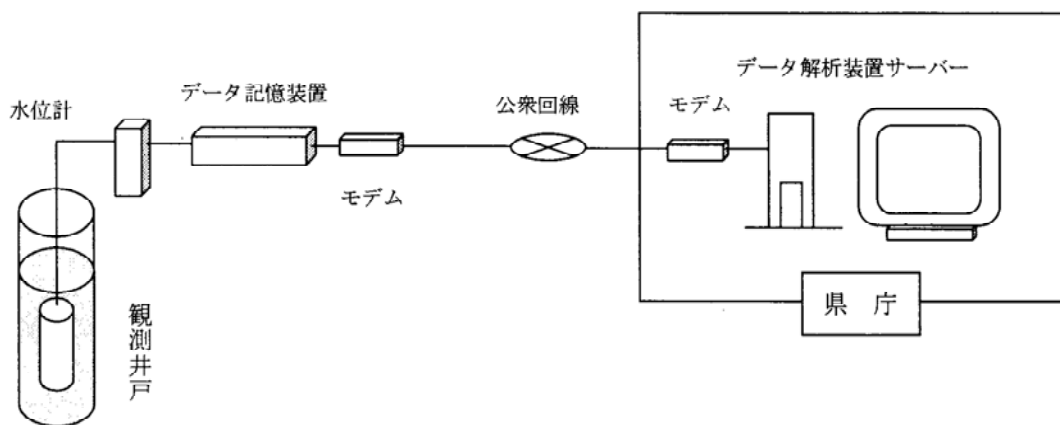 水位計
データ記憶装置
モデム
公衆回線
モデム
データ解析装置サーバー
観測井戸
県 庁